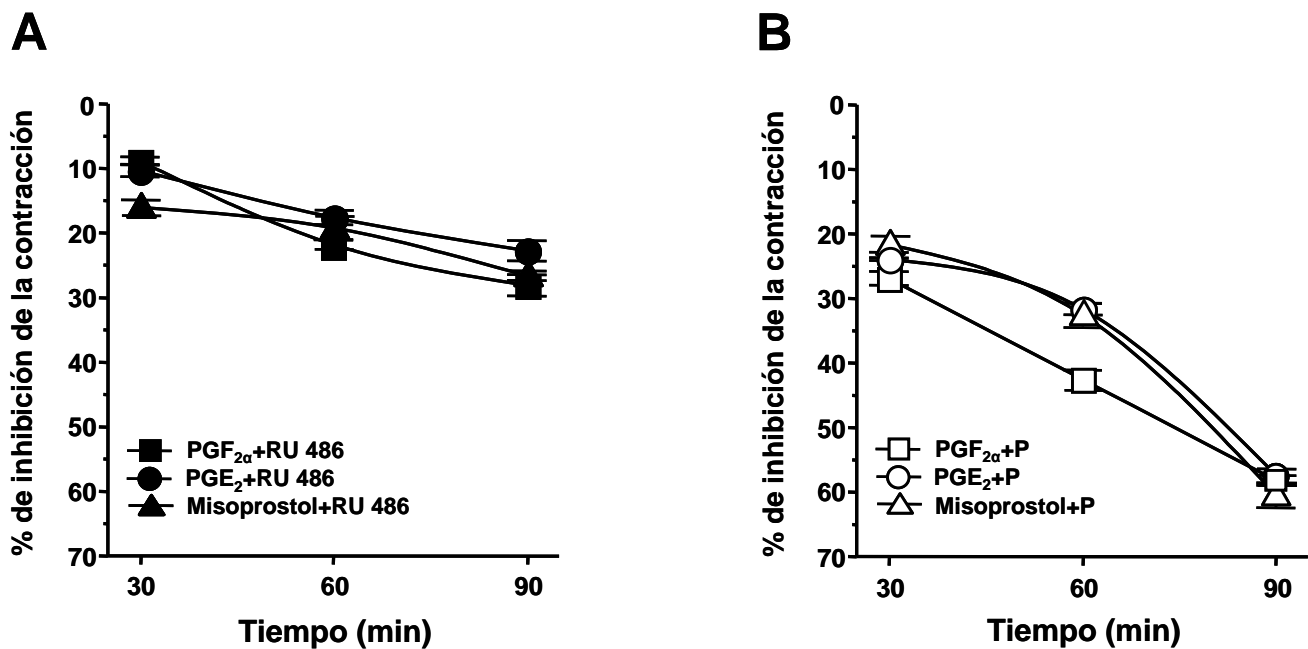 A
% de inhibición de la contracción
0
10
20
30
40
50
60
70
PGF2α+RU 486
PGE2+RU 486
Misoprostol+RU 486
30
60
90
Tiempo (min)
B
% de inhibición de la contracción
0
10
20
30
40
50
60
70
PGF2α+P
PGE2+P
Misoprostol+P
30
60
90
Tiempo (min)